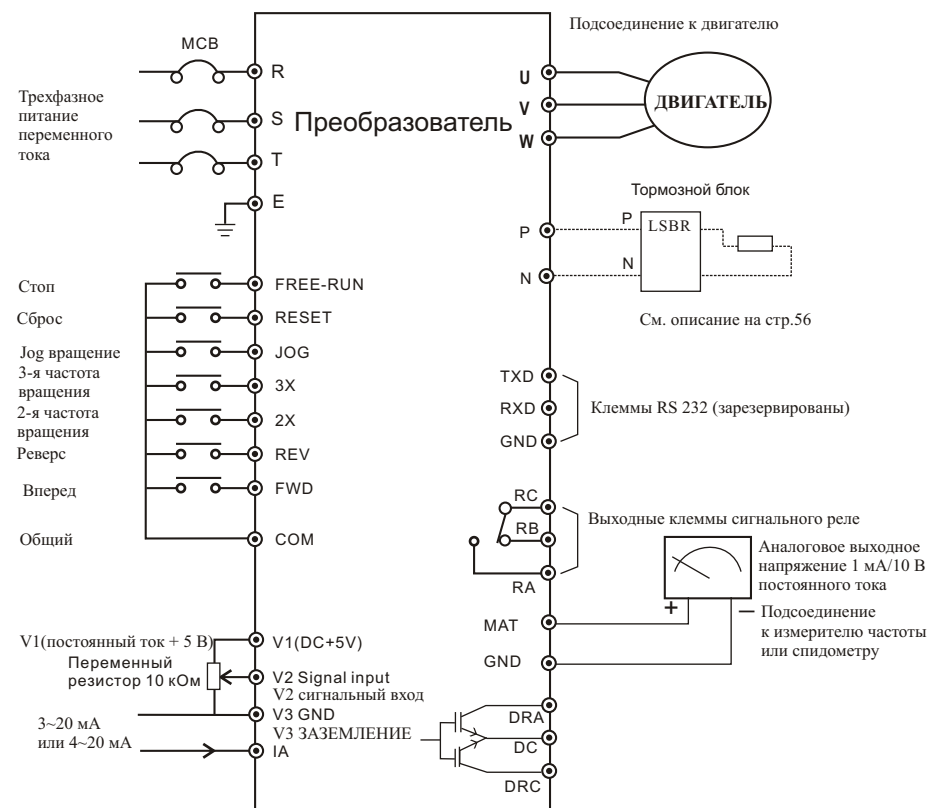 Подсоединение к двигателю
MCB
R
U
Трехфазное
питание
переменного
тока
S
Преобразователь
V
ДВИГАТЕЛЬ
W
T
E
Тормозной блок
P
P
LSBR
N
N
См. описание на стр.56
Стоп
FREE-RUN
Сброс
RESET
Jog вращение
JOG
3-я частота
вращения
3X
2-я частота
вращения
2X
Реверс
REV
Вперед
FWD
Общий
COM
TXD
RXD
GND
Клеммы RS 232 (зарезервированы)
RC
RB
RA
Выходные клеммы сигнального реле
Аналоговое выходное
напряжение 1 мА/10 В
постоянного тока
+
—
Подсоединение
к измерителю частоты
или спидометру
MAT
GND
V1(постоянный ток + 5 В)
V1(DC+5V)
Переменный
резистор 10 кОм
V2 Signal input
V2 сигнальный вход
V3 GND
V3 ЗАЗЕМЛЕНИЕ
3~20 мА
или 4~20 мА
IA
DRA
DC
DRC